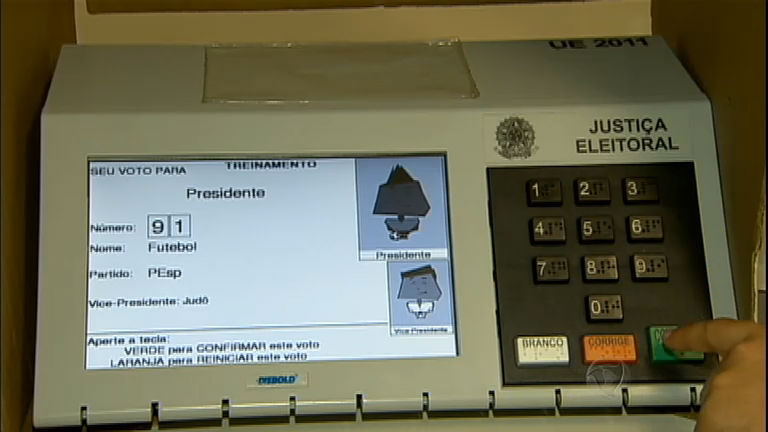 UE 2011
JUSTIÇA
ELEITORAL
SEU VOTO PARA
TREINAMENTO
Presidente
Número: 91
Nome: Futebol
Partido: PEsp
Vice-Presidente: Judô
Aperte a tecla:
VERDE para CONFIRMAR este voto
LARANJA para REINICIAR este voto
Presidente
Vice Presidente
DIEBOLD
1 2 3
4 5 6
7 8 9
0
BRANCO CORRIGE